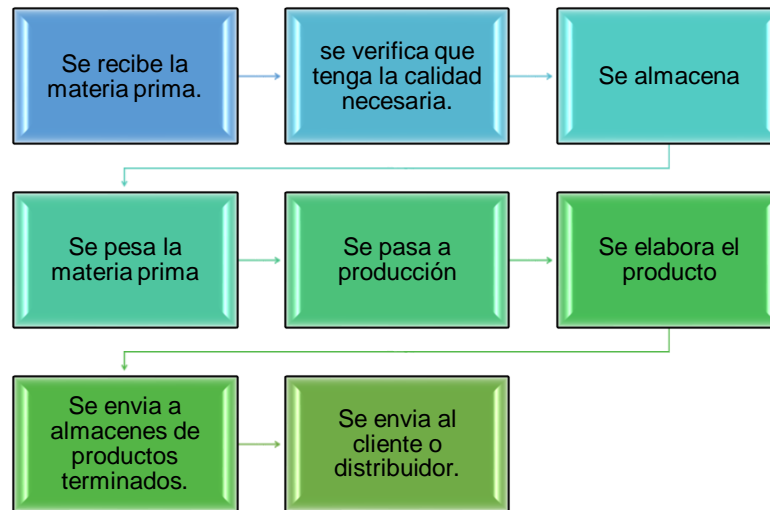 Se recibe la
materia prima.
se verifica que
tenga la calidad
necesaria.
Se almacena
Se pesa la
materia prima
Se pasa a
producción
Se elabora el
producto
Se envia a
almacenes de
productos
terminados.
Se envia al
cliente o
distribuidor.